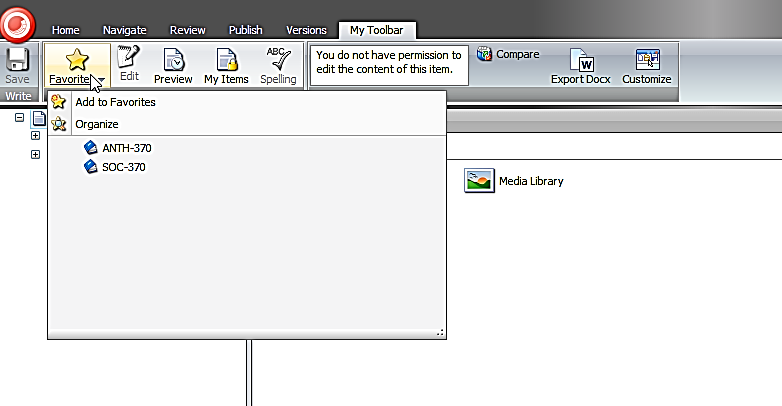 Home Navigate Review Publish Versions My Toolbar
Save Favorites Edit Preview My Items ABC Spelling
You do not have permission to
edit the content of this item.
Compare
W
Export Docx Customize
Write
Add to Favorites
Organize
ANTH-370
SOC-370
Media Library